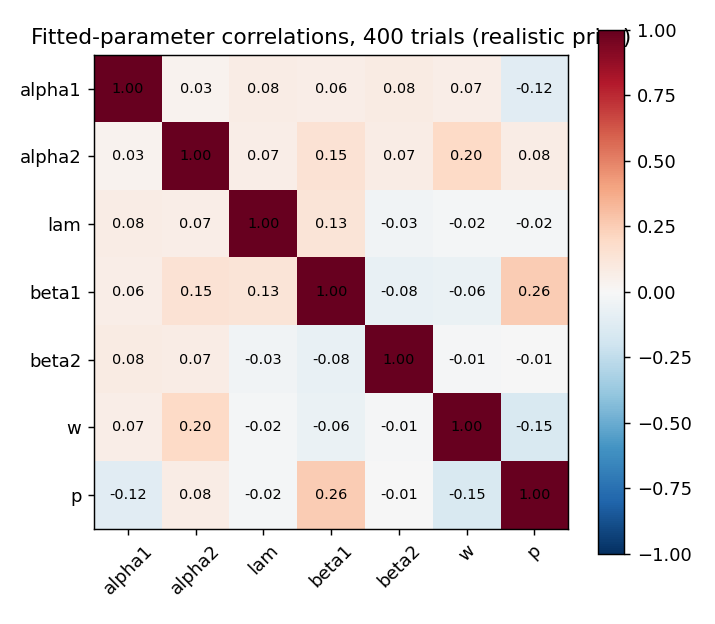 Fitted-parameter correlations, 400 trials (realistic
alpha1 1.00 0.03 0.08 0.06 0.08 0.07 -0.12
alpha2 0.03 1.00 0.07 0.15 0.07 0.20 0.08
lam 0.08 0.07 1.00 0.13 -0.03 -0.02 -0.02
beta1 0.06 0.15 0.13 1.00 -0.08 -0.06 0.26
beta2 0.08 0.07 -0.03 -0.08 1.00 -0.01 -0.01
w 0.07 0.20 -0.02 -0.06 -0.01 1.00 -0.15
p -0.12 0.08 -0.02 0.26 -0.01 -0.15 1.00
alpha1 alpha2 lam beta1 beta2 w p
1.00
0.75
0.50
0.25
0.00
−0.25
−0.50
−0.75
−1.00